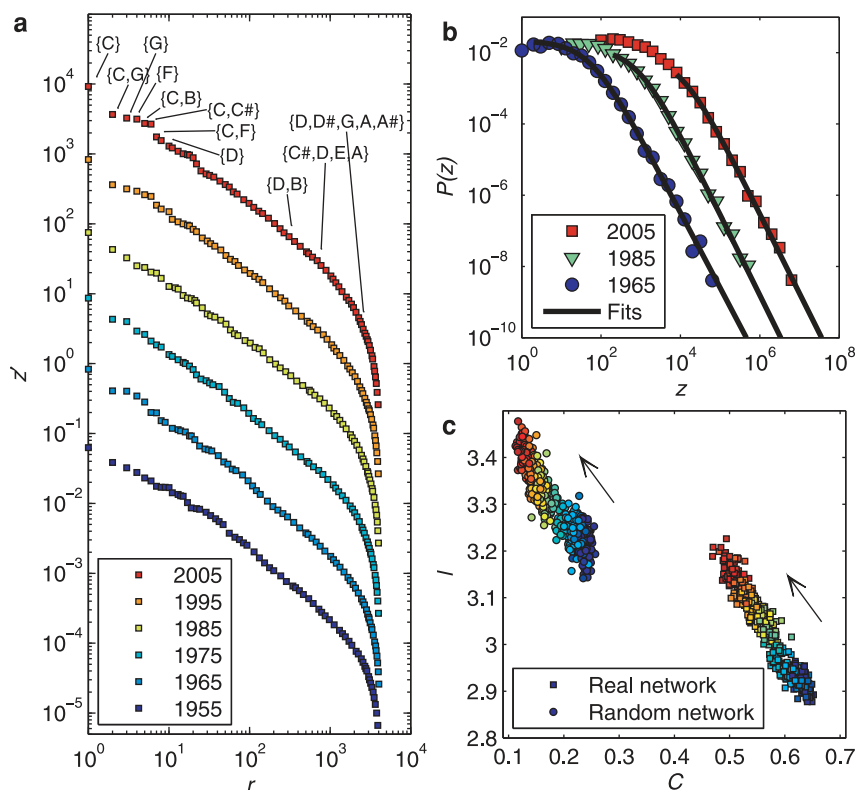 a
{C}
{G}
{C,G}
{F}
{C,B}
{C,C#}
{C,F}
{D}
{D,D#,G,A,A#}
{C#,D,E,A}
{D,B}
10^4
10^3
10^2
10^1
10^0
10^-1
10^-2
10^-3
10^-4
10^-5
z'
2005
1995
1985
1975
1965
1955
10^0 10^1 10^2 10^3 10^4
r
b
10^-2
10^-4
10^-6
10^-8
10^-10
P(z)
2005
1985
1965
Fits
10^0 10^2 10^4 10^6 10^8
z
c
3.4
3.3
3.2
3.1
3
2.9
2.8
l
Real network
Random network
0.1 0.2 0.3 0.4 0.5 0.6 0.7
C